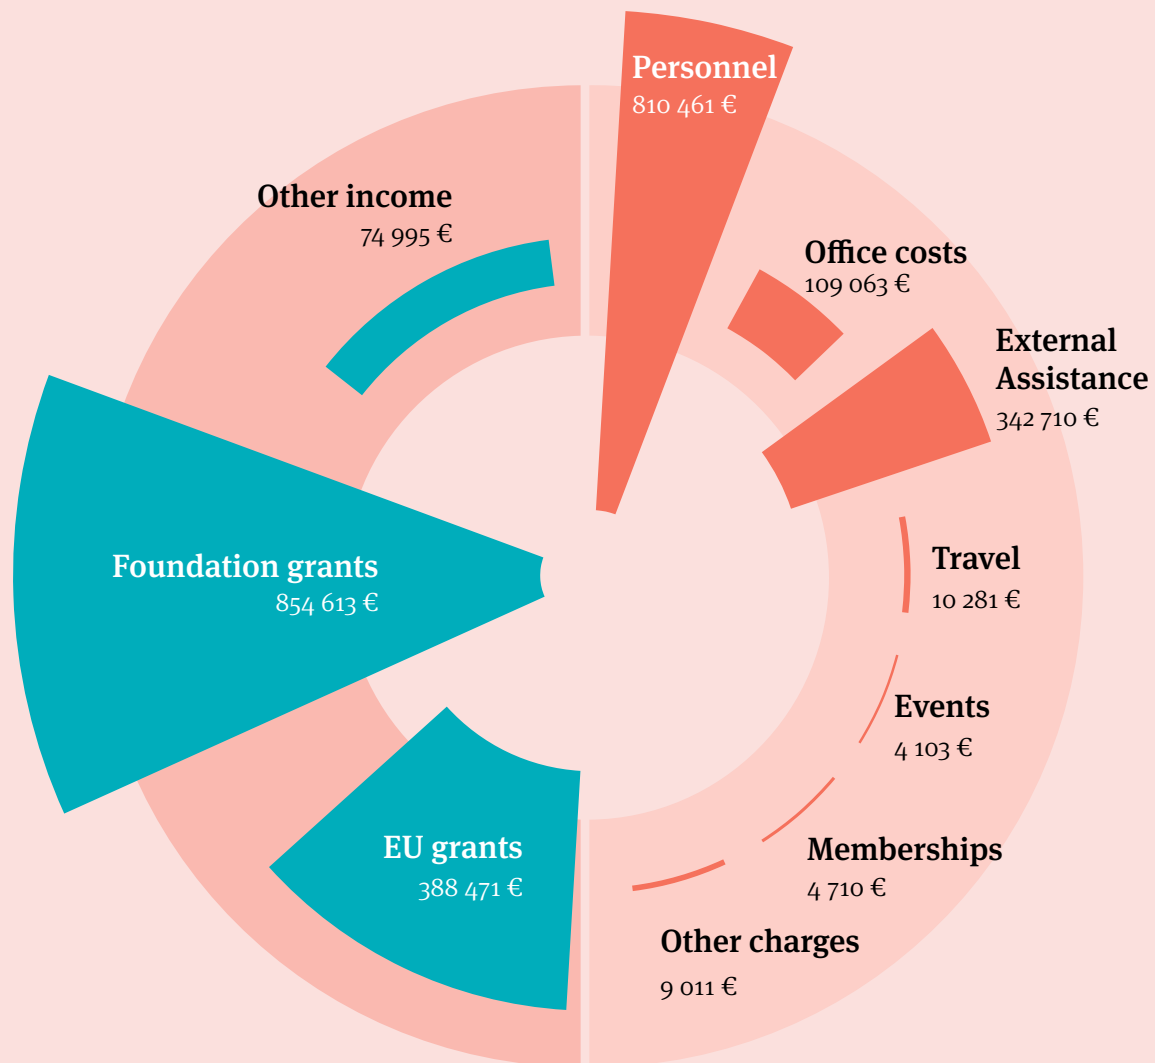 Personnel
810 461 €
Other income
74 995 €
Office costs
109 063 €
External
Assistance
342 710 €
Foundation grants
854 613 €
Travel
10 281 €
Events
4 103 €
EU grants
388 471 €
Memberships
4 710 €
Other charges
9 011 €